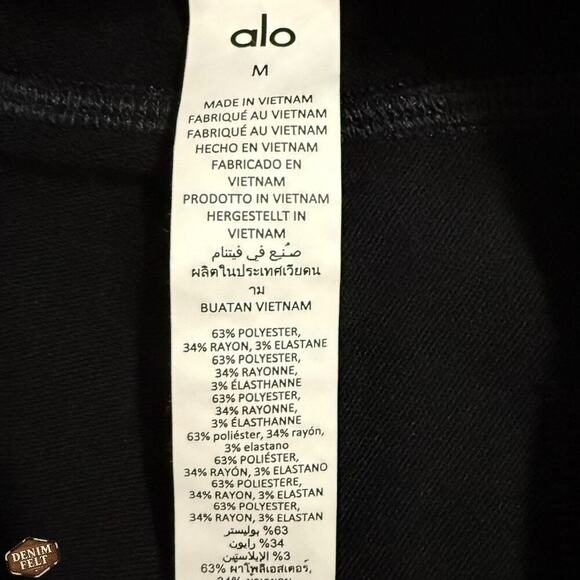 alo
M
MADE IN VIETNAM
FABRIQUÉ AU VIETNAM
FABRIQUÉ AU VIETNAM
HECHO EN VIETNAM
FABRICADO EN
VIETNAM
PRODOTTO IN VIETNAM
HERGESTELLT IN
VIETNAM
صُنِع في فيتنام
ผลิตในประเทศเวียดน
าม
BUATAN VIETNAM
63% POLYESTER,
34% RAYON, 3% ELASTANE
63% POLYESTER,
34% RAYONNE,
3% ÉLASTHANNE
63% POLYESTER,
34% RAYONNE,
3% ÉLASTHANNE
63% poliéster, 34% rayón,
3% elastano
63% POLIÉSTER,
34% RAYÓN, 3% ELASTANO
63% POLIESTERE,
34% RAYON, 3% ELASTAN
63% POLYESTER,
34% RAYON, 3% ELASTAN
63% بوليستر
34% رايون
3% الإيلاستين
63% ผ้าโพลีเอสเตอร์,
DENIM
FELT